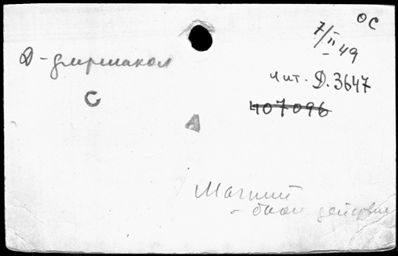 ОС
7/II 49
Д-фармакол
Чит. Д.3647
407096
С
А
Магний
- биол действие